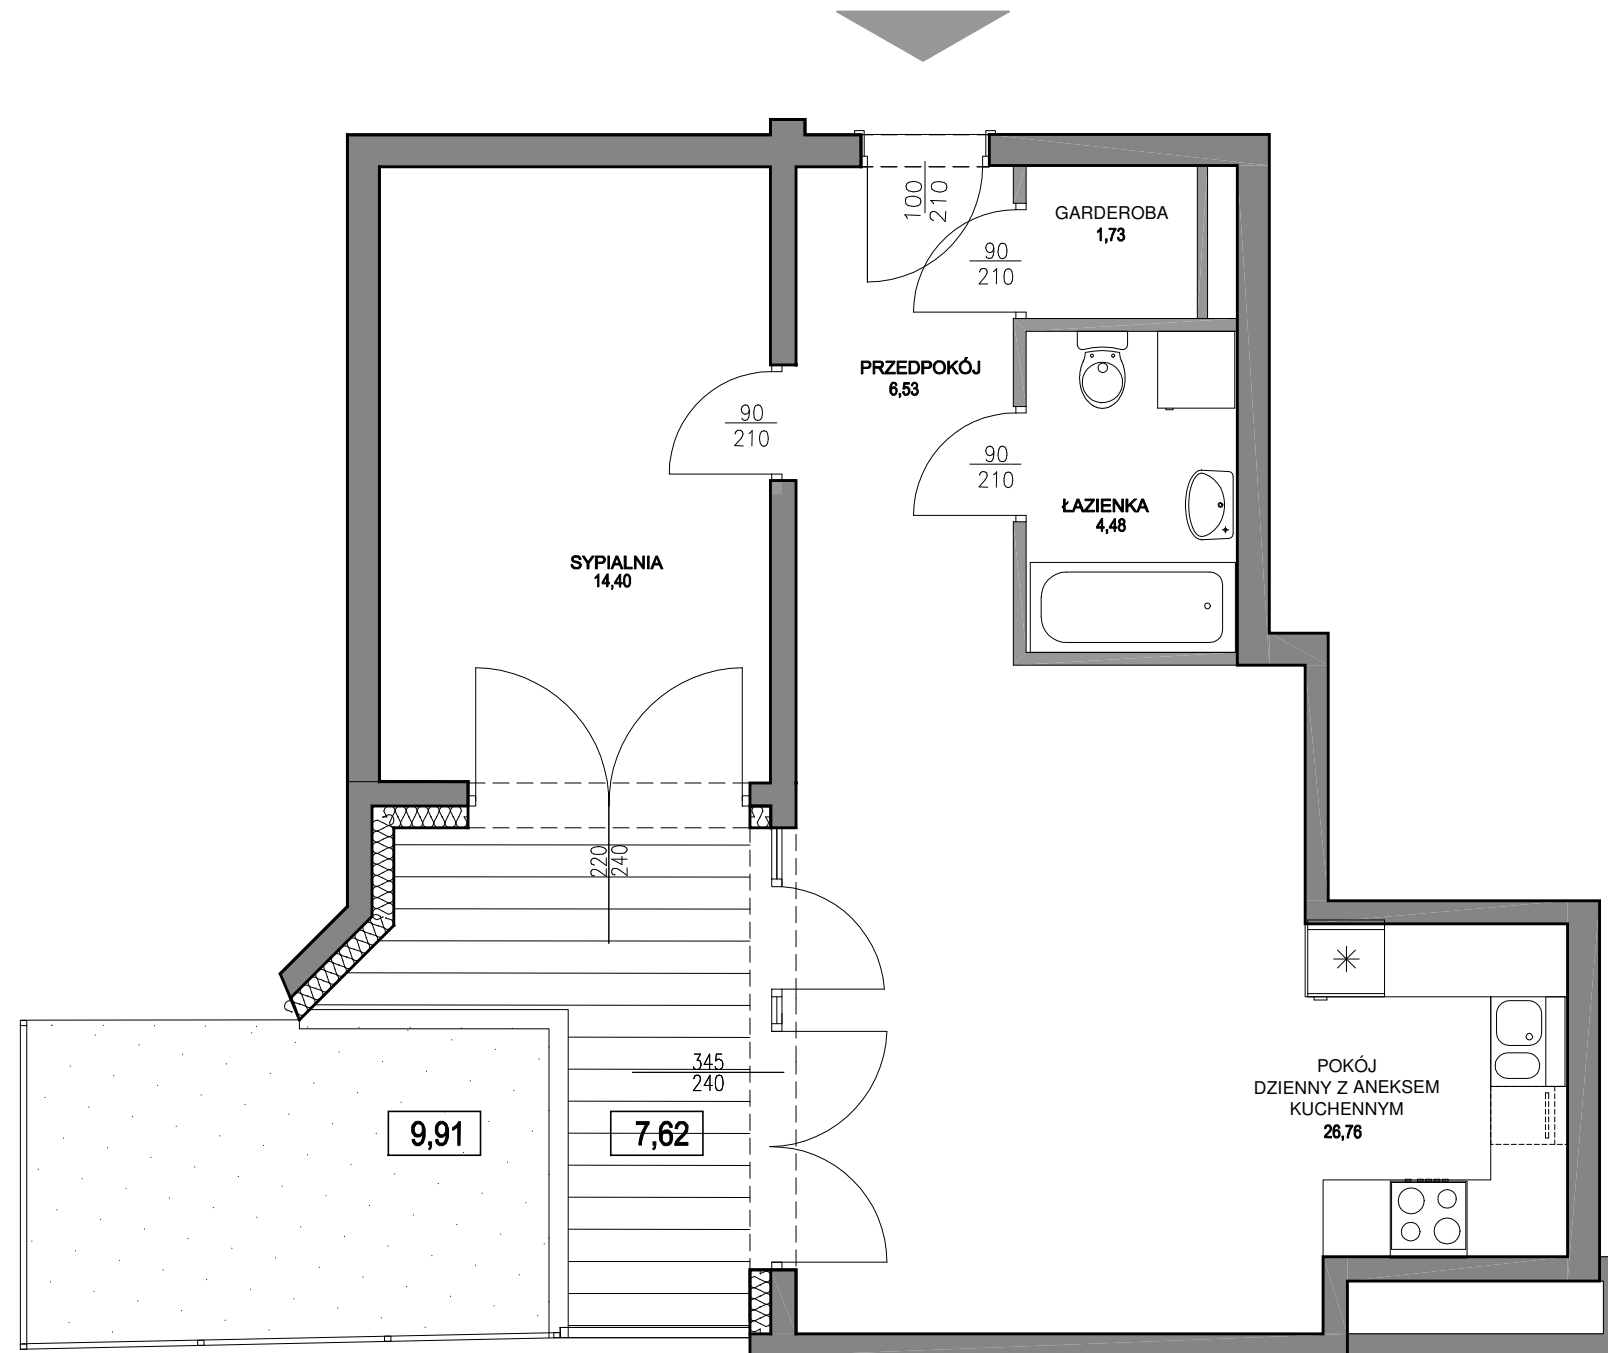 100
210
GARDEROBA
1,73
90
210
PRZEDPOKÓJ
6,53
90
210
90
210
ŁAZIENKA
4,48
SYPIALNIA
14,40
220
240
345
240
POKÓJ
DZIENNY Z ANEKSEM
KUCHENNYM
26,76
9,91
7,62